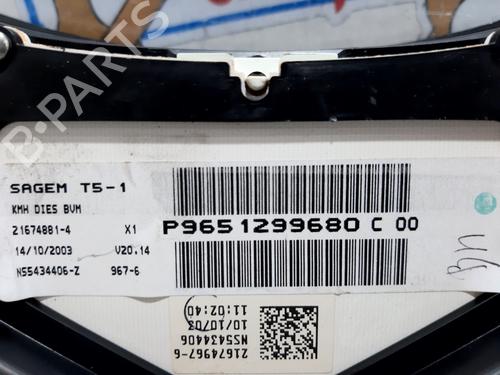 B-PARTS
SAGEM T5-1
KMH DIES BVM
21674881-4 X1
14/10/2003 V20.14
N55434406-Z 967-6
P9651299680 C 00
21674967-6
N55434406
10/10/03
11:02:40